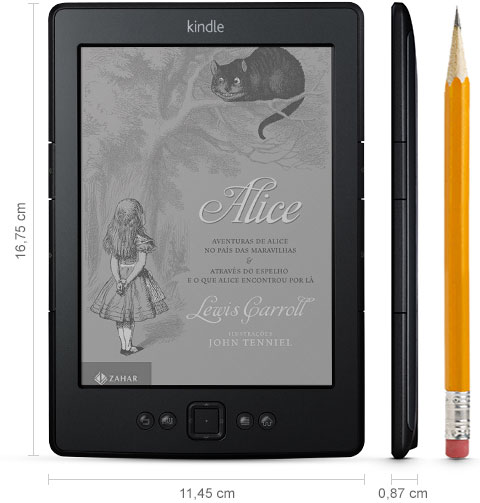 kindle
16,75 cm
Alice
AVENTURAS DE ALICE
NO PAÍS DAS MARAVILHAS
&
ATRAVÉS DO ESPELHO
E O QUE ALICE ENCONTROU POR LÁ
Lewis Carroll
ILUSTRAÇÕES
JOHN TENNIEL
ZAHAR
11,45 cm
0,87 cm